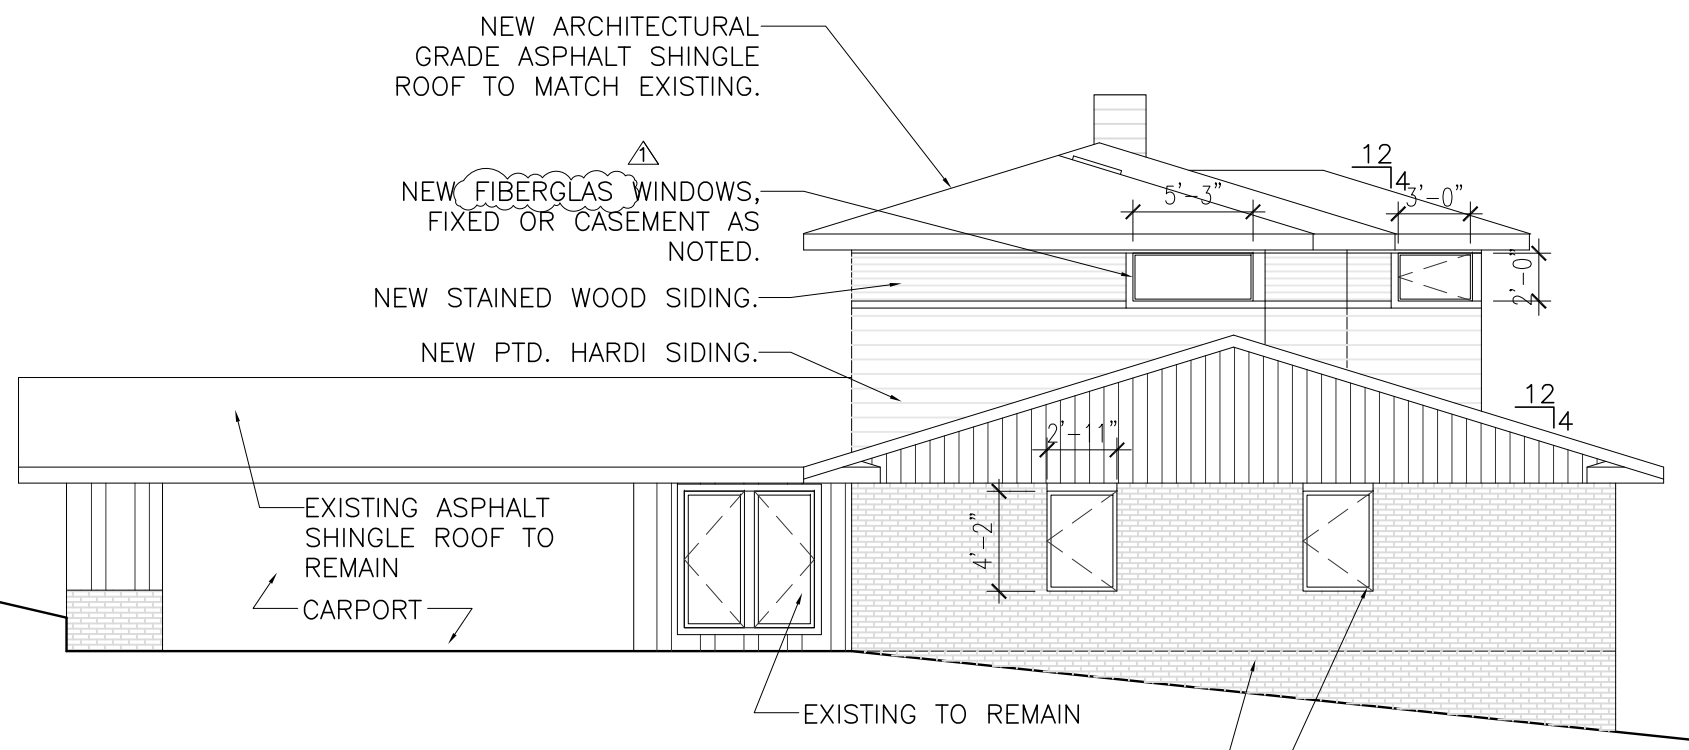 NEW ARCHITECTURAL
GRADE ASPHALT SHINGLE
ROOF TO MATCH EXISTING.
1
NEW FIBERGLAS WINDOWS,
FIXED OR CASEMENT AS
NOTED.
NEW STAINED WOOD SIDING.
NEW PTD. HARDI SIDING.
12
4
5'-3"
3'-0"
2'-0"
12
4
2'-11"
4'-2"
EXISTING ASPHALT
SHINGLE ROOF TO
REMAIN
CARPORT
EXISTING TO REMAIN